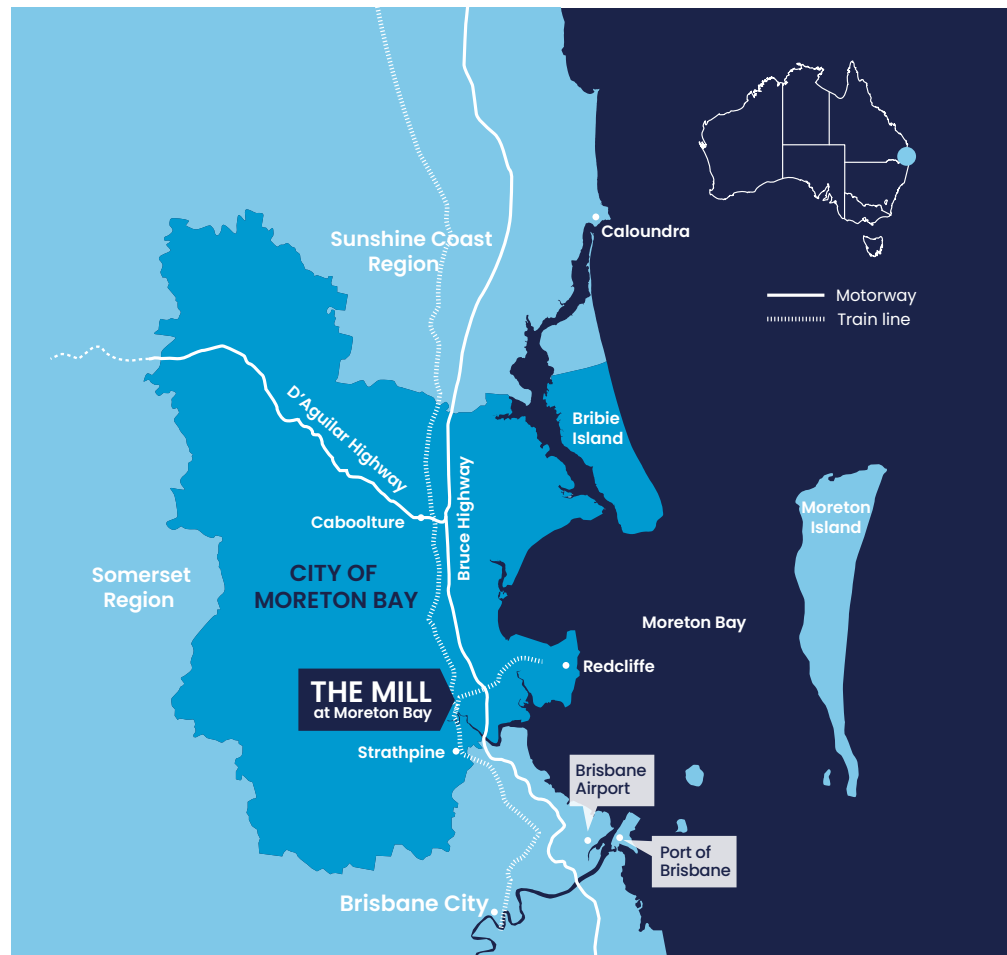 Sunshine Coast
Region
Caloundra
Motorway
Train line
D'Aguilar Highway
Bribie
Island
Bruce Highway
Caboolture
Moreton
Island
Somerset
Region
CITY OF
MORETON BAY
Moreton Bay
Redcliffe
THE MILL
at Moreton Bay
Strathpine
Brisbane
Airport
Port of
Brisbane
Brisbane City